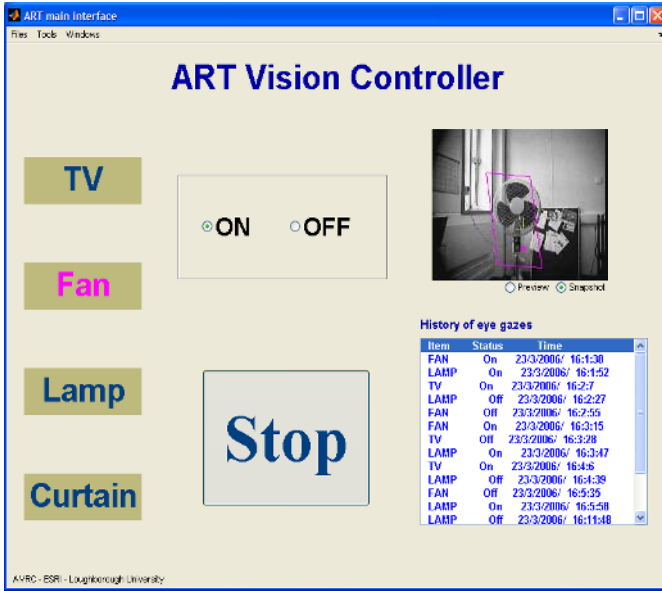 ART main interface
Files Tools Windows
ART Vision Controller
TV
Fan
Lamp
Curtain
ON OFF
Stop
Preview Snapshot
History of eye gazes
Item Status Time
FAN On 23/3/2006/ 16:1:38
LAMP On 23/3/2006/ 16:1:52
TV On 23/3/2006/ 16:2:7
LAMP Off 23/3/2006/ 16:2:27
FAN Off 23/3/2006/ 16:2:55
FAN On 23/3/2006/ 16:3:15
TV Off 23/3/2006/ 16:3:28
LAMP On 23/3/2006/ 16:3:47
TV On 23/3/2006/ 16:4:6
LAMP Off 23/3/2006/ 16:4:39
FAN Off 23/3/2006/ 16:5:35
LAMP On 23/3/2006/ 16:5:58
LAMP Off 23/3/2006/ 16:11:48
AVRC - ESRI - Loughborough University